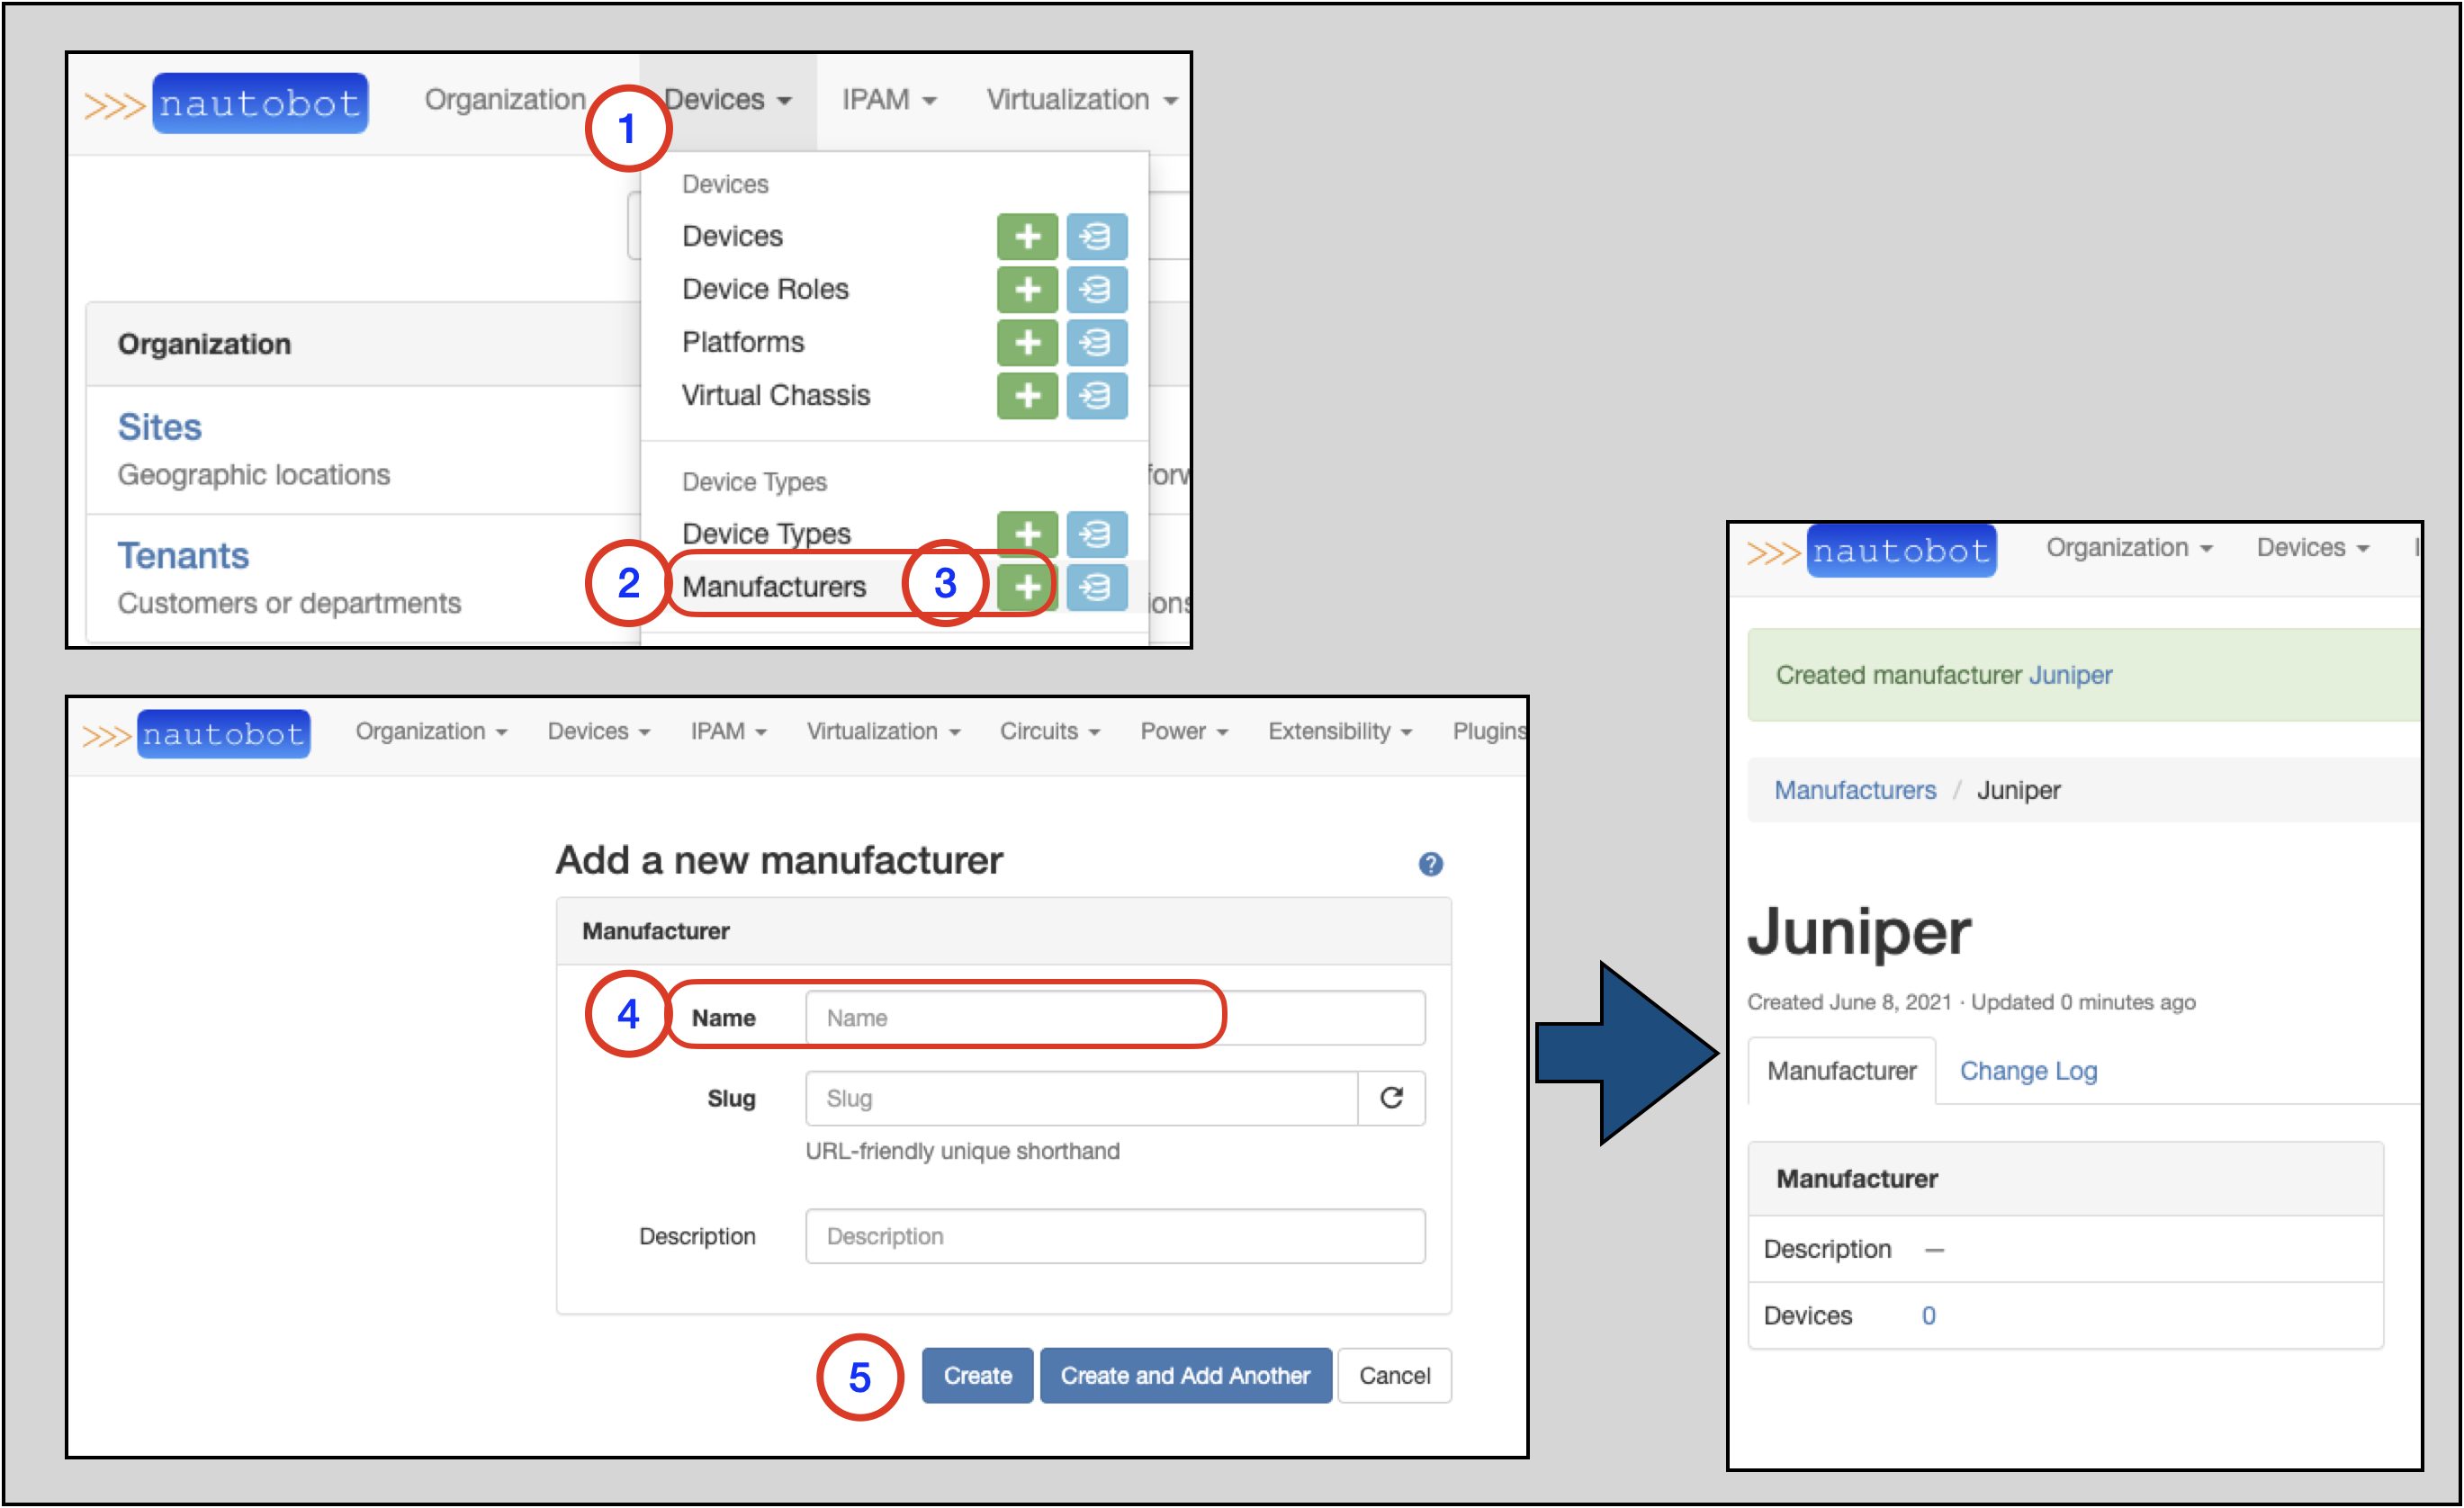 >>> nautobot Organization Devices IPAM Virtualization
1
Devices
Devices
Device Roles
Platforms
Virtual Chassis
Device Types
Device Types
2 Manufacturers 3
Organization
Sites
Geographic locations
Tenants
Customers or departments
>>> nautobot Organization Devices IPAM Virtualization Circuits Power Extensibility Plugins
Add a new manufacturer ?
Manufacturer
4 Name Name
Slug Slug
URL-friendly unique shorthand
Description Description
5 Create Create and Add Another Cancel
>>> nautobot Organization Devices
Created manufacturer Juniper
Manufacturers / Juniper
Juniper
Created June 8, 2021 · Updated 0 minutes ago
Manufacturer Change Log
Manufacturer
Description —
Devices 0